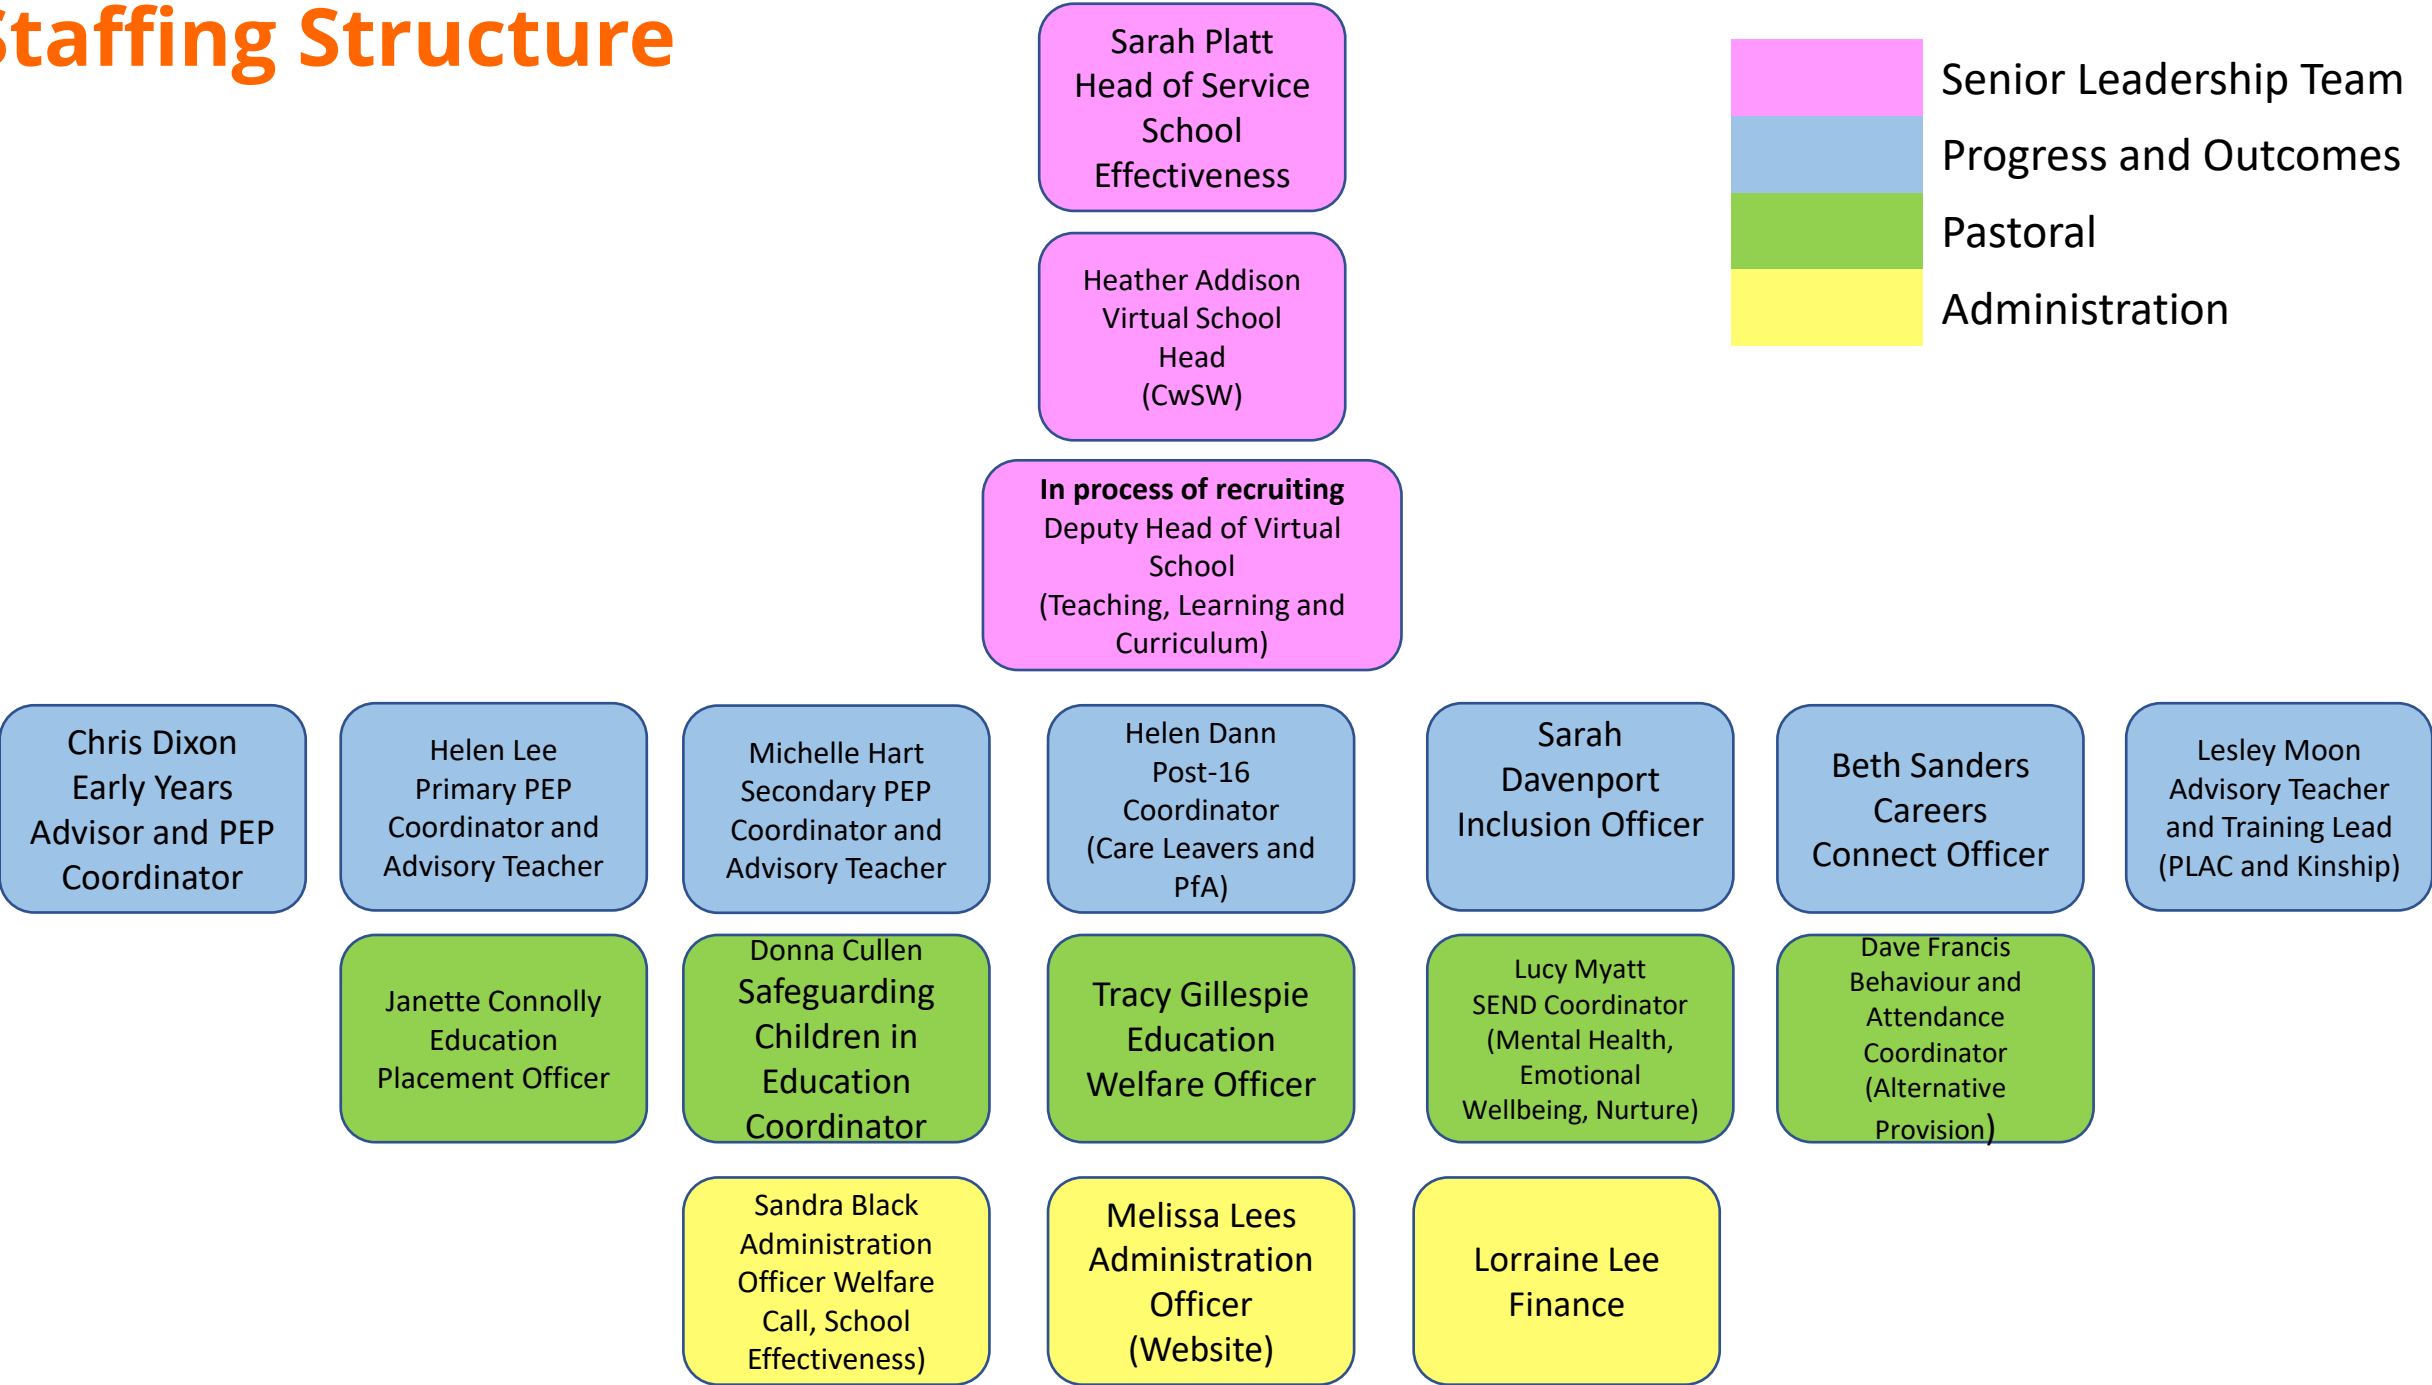 Staffing Structure
Sarah Platt
Head of Service
School
Effectiveness
Senior Leadership Team
Progress and Outcomes
Pastoral
Administration
Heather Addison
Virtual School
Head
(CwSW)
In process of recruiting
Deputy Head of Virtual
School
(Teaching, Learning and
Curriculum)
Chris Dixon
Early Years
Advisor and PEP
Coordinator
Helen Lee
Primary PEP
Coordinator and
Advisory Teacher
Michelle Hart
Secondary PEP
Coordinator and
Advisory Teacher
Helen Dann
Post-16
Coordinator
(Care Leavers and
PfA)
Sarah
Davenport
Inclusion Officer
Beth Sanders
Careers
Connect Officer
Lesley Moon
Advisory Teacher
and Training Lead
(PLAC and Kinship)
Janette Connolly
Education
Placement Officer
Donna Cullen
Safeguarding
Children in
Education
Coordinator
Tracy Gillespie
Education
Welfare Officer
Lucy Myatt
SEND Coordinator
(Mental Health,
Emotional
Wellbeing, Nurture)
Dave Francis
Behaviour and
Attendance
Coordinator
(Alternative
Provision)
Sandra Black
Administration
Officer Welfare
Call, School
Effectiveness)
Melissa Lees
Administration
Officer
(Website)
Lorraine Lee
Finance